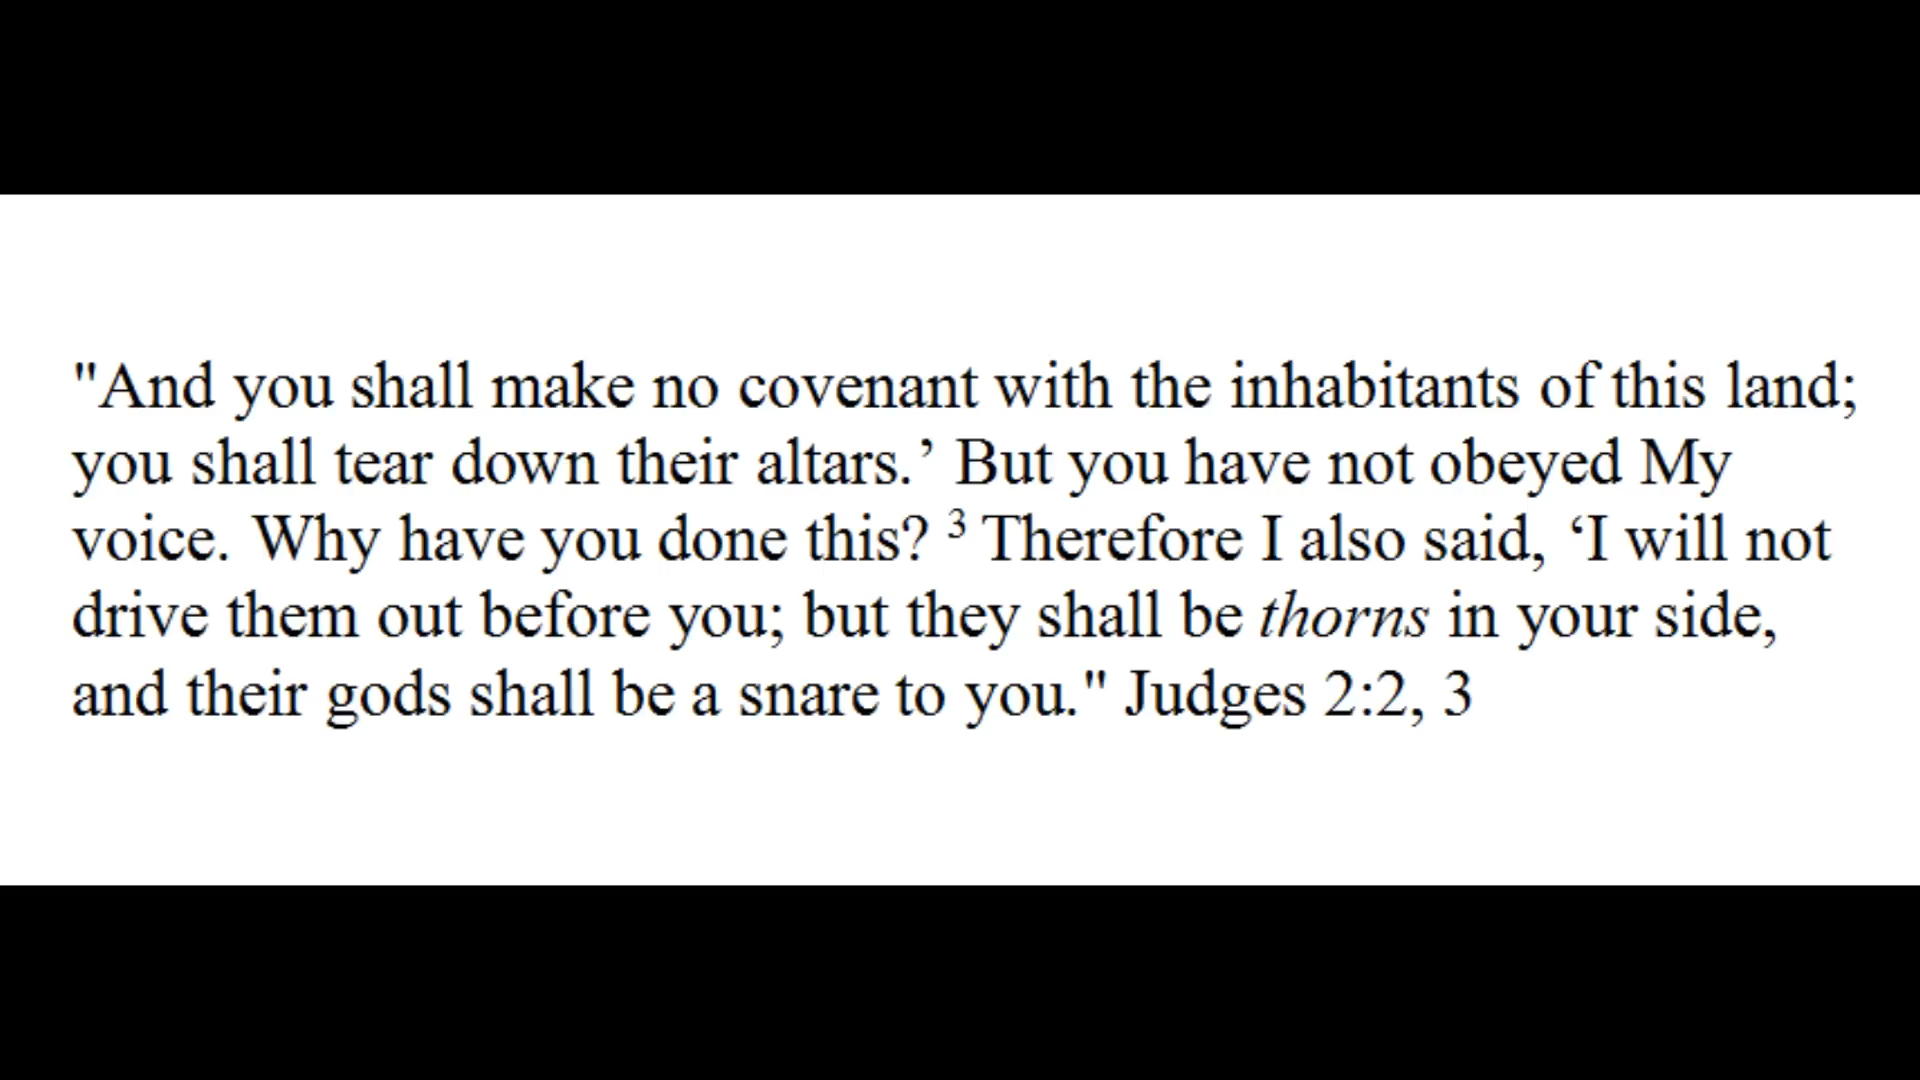 "And you shall make no covenant with the inhabitants of this land;
you shall tear down their altars.’ But you have not obeyed My
voice. Why have you done this? ³ Therefore I also said, ‘I will not
drive them out before you; but they shall be thorns in your side,
and their gods shall be a snare to you." Judges 2:2, 3